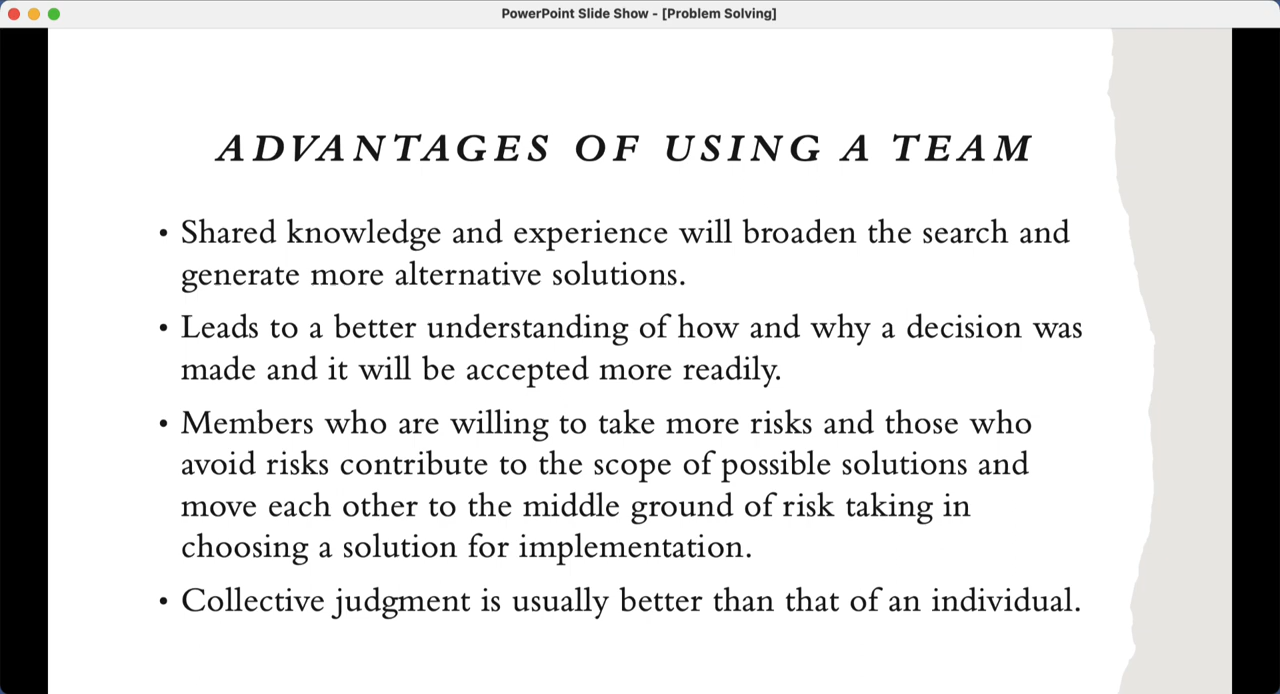 PowerPoint Slide Show - [Problem Solving]
ADVANTAGES OF USING A TEAM
• Shared knowledge and experience will broaden the search and
generate more alternative solutions.
• Leads to a better understanding of how and why a decision was
made and it will be accepted more readily.
• Members who are willing to take more risks and those who
avoid risks contribute to the scope of possible solutions and
move each other to the middle ground of risk taking in
choosing a solution for implementation.
• Collective judgment is usually better than that of an individual.